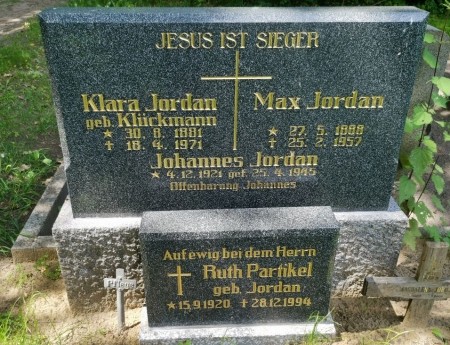 JESUS IST SIEGER
Klara Jordan
geb. Klückmann
★ 30. 8. 1881
✝ 18. 4. 1971
Max Jordan
★ 27. 5. 1888
✝ 25. 2. 1957
Johannes Jordan
★ 4. 12. 1921 gef. 25. 4. 1945
Offenbarung Johannes
Auf ewig bei dem Herrn
Ruth Partikel
geb. Jordan
★ 15.9.1920 ✝ 28.12.1994